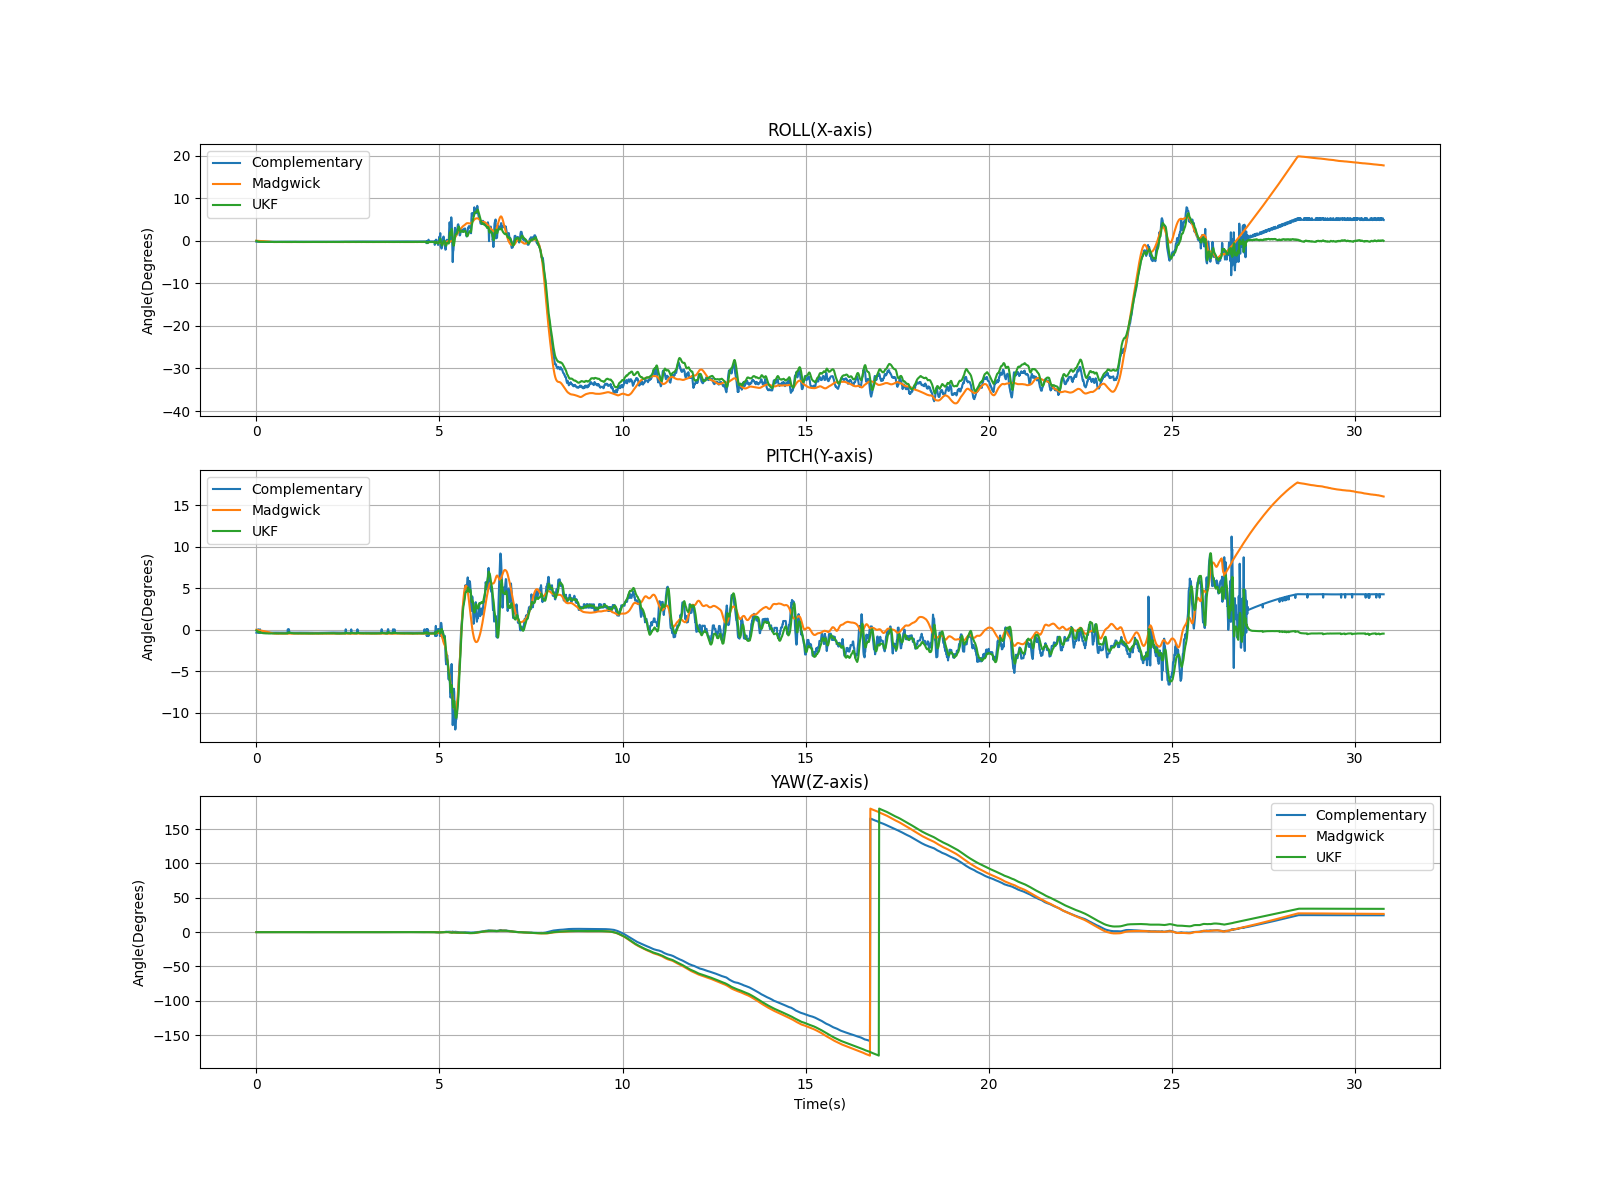 ROLL(X-axis)
Complementary
Madgwick
UKF
Angle(Degrees)
20
10
0
−10
−20
−30
−40
0 5 10 15 20 25 30
PITCH(Y-axis)
Complementary
Madgwick
UKF
Angle(Degrees)
15
10
5
0
−5
−10
0 5 10 15 20 25 30
YAW(Z-axis)
Complementary
Madgwick
UKF
Angle(Degrees)
150
100
50
0
−50
−100
−150
0 5 10 15 20 25 30
Time(s)